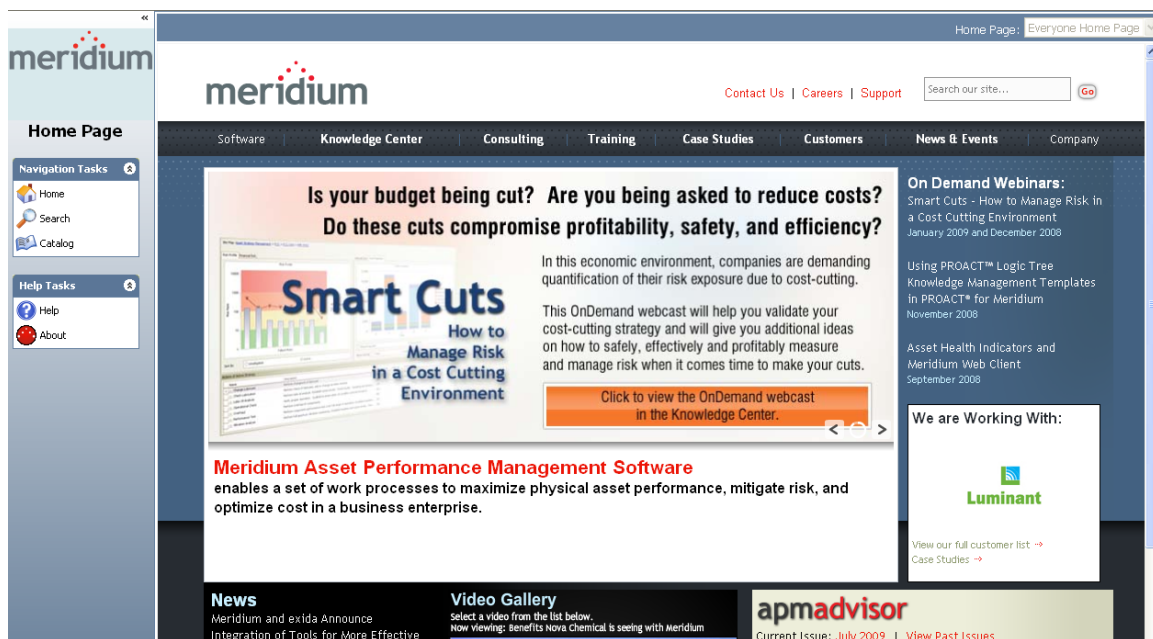 «
Home Page: Everyone Home Page
meridium
Home Page
Navigation Tasks
Home
Search
Catalog
Help Tasks
Help
About
meridium
Contact Us | Careers | Support
Search our site...
Go
Software Knowledge Center Consulting Training Case Studies Customers News & Events Company
Is your budget being cut? Are you being asked to reduce costs?
Do these cuts compromise profitability, safety, and efficiency?
Smart Cuts
How to
Manage Risk
in a Cost Cutting
Environment
In this economic environment, companies are demanding
quantification of their risk exposure due to cost-cutting.
This OnDemand webcast will help you validate your
cost-cutting strategy and will give you additional ideas
on how to safely, effectively and profitably measure
and manage risk when it comes time to make your cuts.
Click to view the OnDemand webcast
in the Knowledge Center.
< >
Meridium Asset Performance Management Software
enables a set of work processes to maximize physical asset performance, mitigate risk, and
optimize cost in a business enterprise.
On Demand Webinars:
Smart Cuts - How to Manage Risk in
a Cost Cutting Environment
January 2009 and December 2008
Using PROACT™ Logic Tree
Knowledge Management Templates
in PROACT® for Meridium
November 2008
Asset Health Indicators and
Meridium Web Client
September 2008
We are Working With:
Luminant
View our full customer list
Case Studies
News
Meridium and exida Announce
Integration of Tools for More Effective
Video Gallery
Select a video from the list below.
Now viewing: Benefits Nova Chemical is seeing with Meridium
apmadvisor
Current Issue: July 2009 | View Past Issues